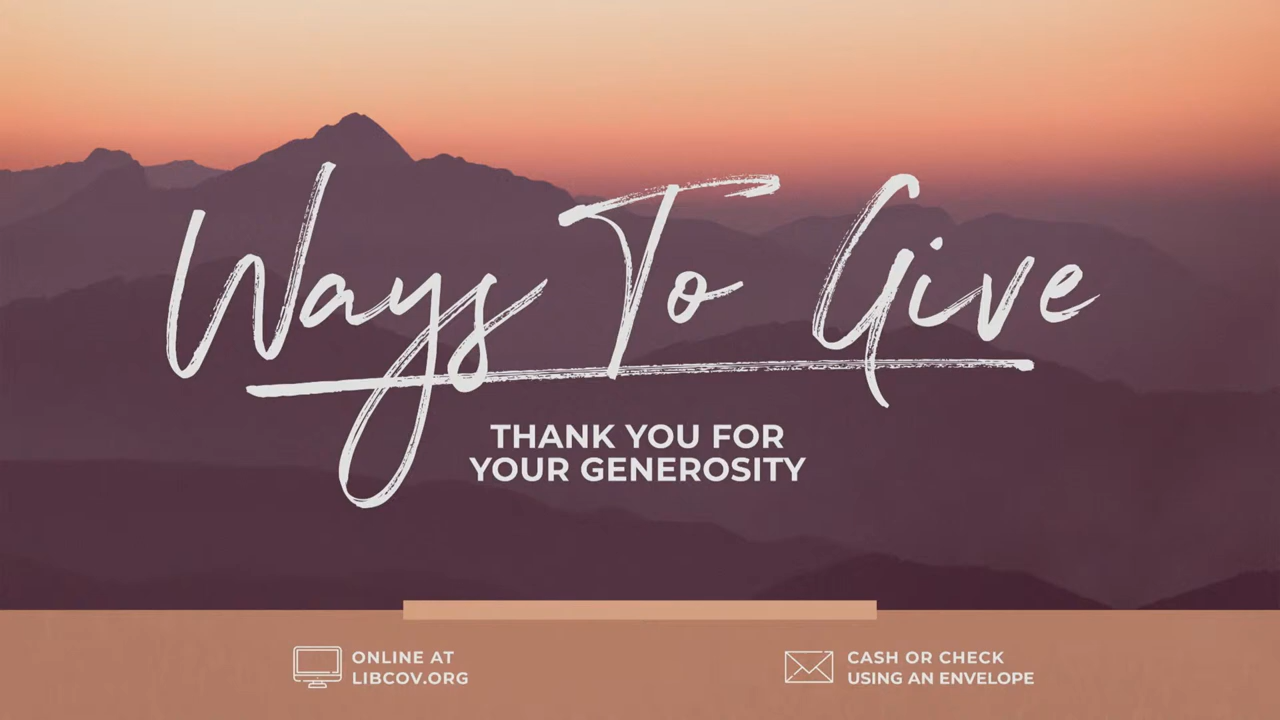 Ways To Give
THANK YOU FOR
YOUR GENEROSITY
ONLINE AT
LIBCOV.ORG
CASH OR CHECK
USING AN ENVELOPE